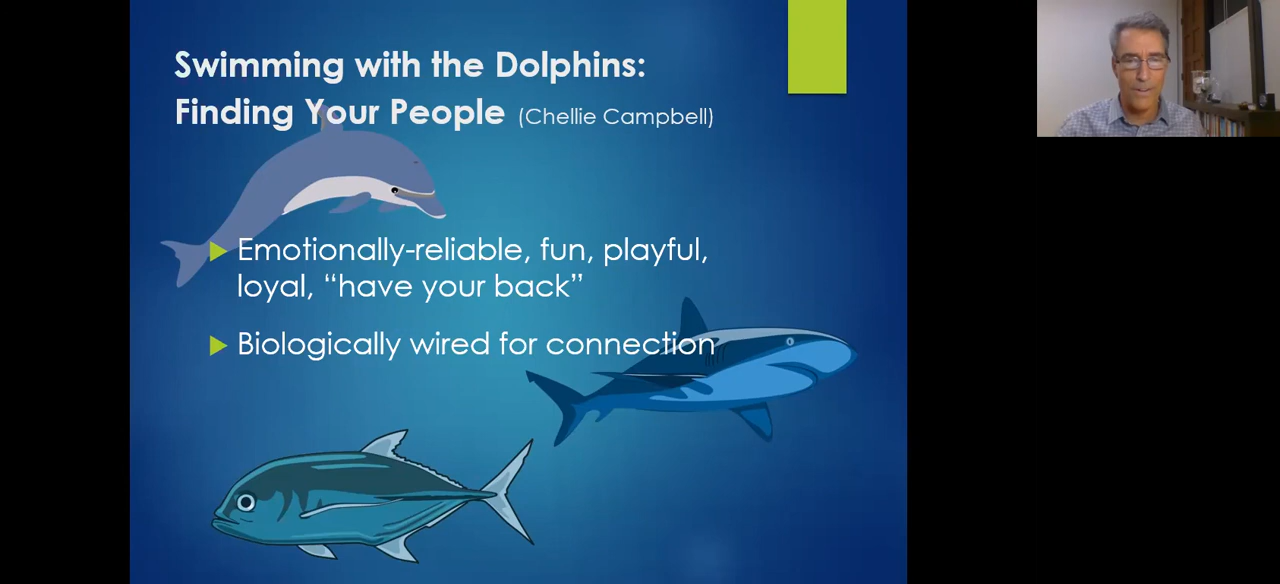 Swimming with the Dolphins:
Finding Your People (Chellie Campbell)
Emotionally-reliable, fun, playful,
loyal, “have your back”
Biologically wired for connection